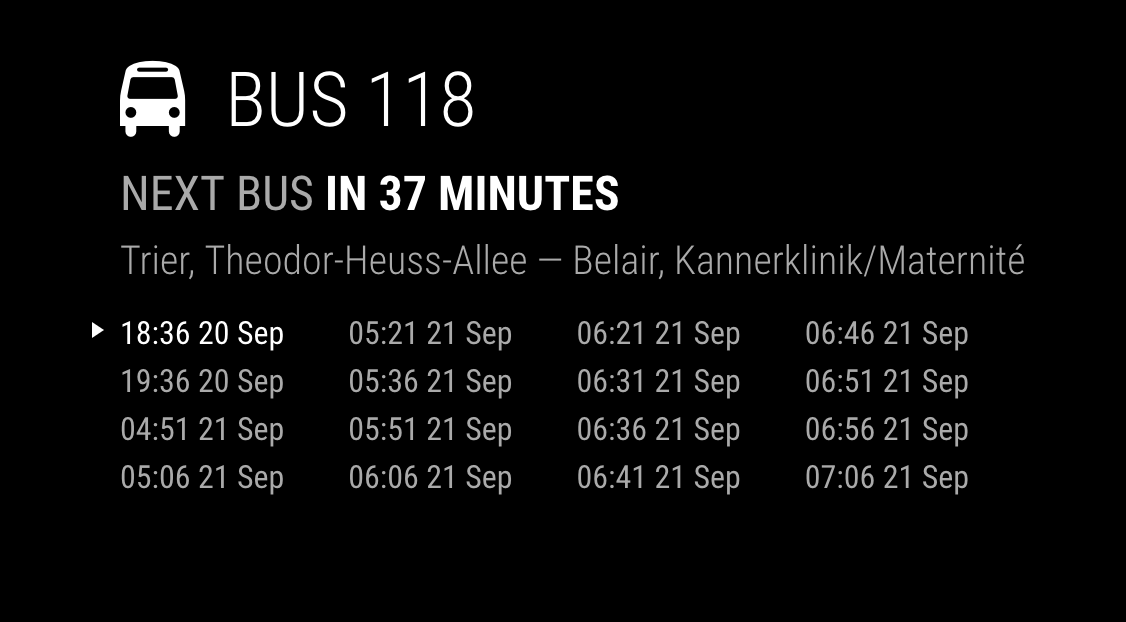 BUS 118
NEXT BUS IN 37 MINUTES
Trier, Theodor-Heuss-Allee — Belair, Kannerklinik/Maternité
18:36 20 Sep 05:21 21 Sep 06:21 21 Sep 06:46 21 Sep
19:36 20 Sep 05:36 21 Sep 06:31 21 Sep 06:51 21 Sep
04:51 21 Sep 05:51 21 Sep 06:36 21 Sep 06:56 21 Sep
05:06 21 Sep 06:06 21 Sep 06:41 21 Sep 07:06 21 Sep